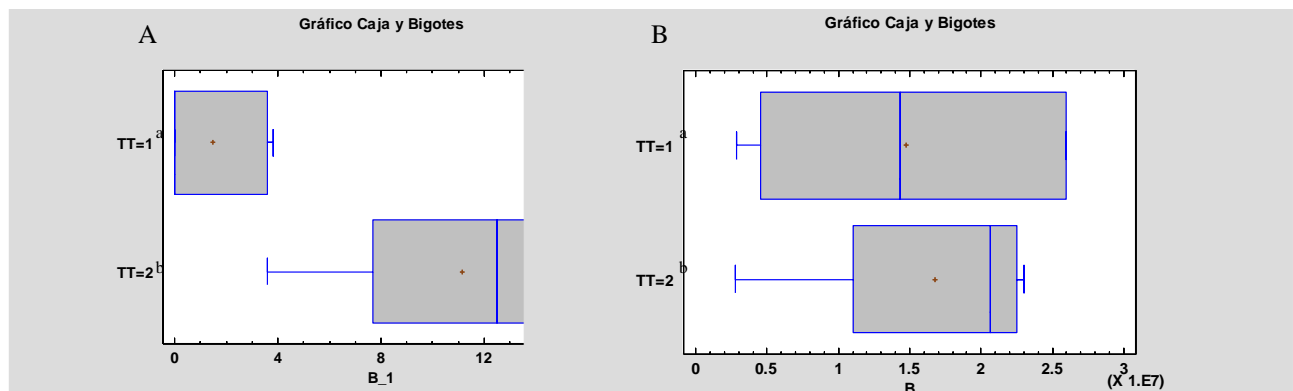 A
Gráfico Caja y Bigotes
TT=1 a
TT=2 b
0 4 8 12
B_1
B
Gráfico Caja y Bigotes
TT=1 a
TT=2 b
0 0.5 1 1.5 2 2.5 3
(X 1.E7)
B